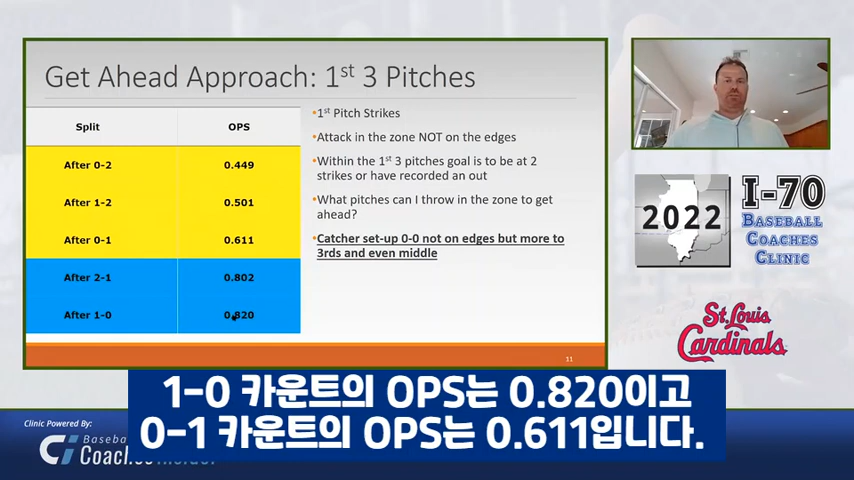 Get Ahead Approach: 1st 3 Pitches
Split OPS
After 0-2 0.449
After 1-2 0.501
After 0-1 0.611
After 2-1 0.802
After 1-0 0.820
•1st Pitch Strikes
•Attack in the zone NOT on the edges
•Within the 1st 3 pitches goal is to be at 2
strikes or have recorded an out
•What pitches can I throw in the zone to get
ahead?
•Catcher set-up 0-0 not on edges but more to
3rds and even middle
11
2022
I-70
BASEBALL
COACHES
CLINIC
St. Louis
Cardinals
1-0 카운트의 OPS는 0.820이고
0-1 카운트의 OPS는 0.611입니다.
Clinic Powered By: